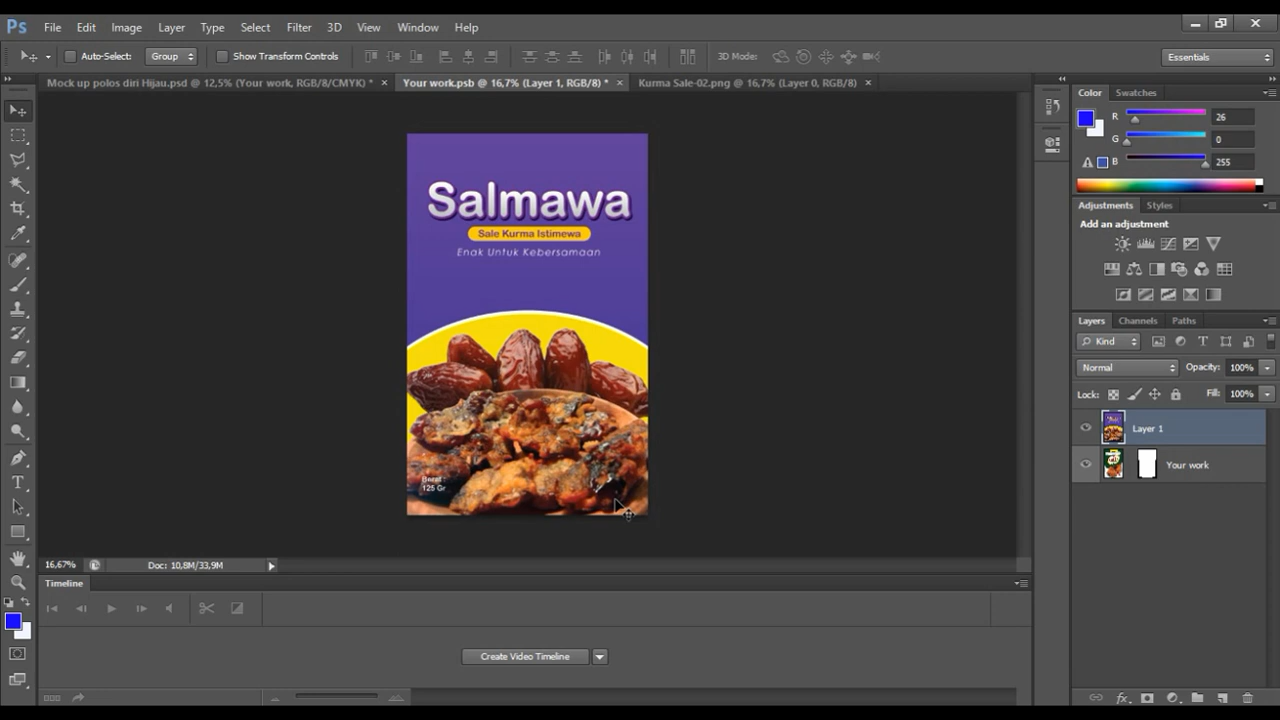 Ps File Edit Image Layer Type Select Filter 3D View Window Help
Auto-Select: Group Show Transform Controls 3D Mode: Essentials
Mock up polos diri Hijau.psd @ 12,5% (Your work, RGB/8/CMYK) * × Your work.psb @ 16,7% (Layer 1, RGB/8) * × Kurma Sale-02.png @ 16,7% (Layer 0, RGB/8) ×
Salmawa
Sale Kurma Istimewa
Enak Untuk Kebersamaan
Berat :
125 Gr
Color Swatches
R 26
G 0
B 255
Adjustments Styles
Add an adjustment
Layers Channels Paths
Kind
Normal Opacity: 100%
Lock: Fill: 100%
Layer 1
Your work
16,67% Doc: 10,8M/33,9M
Timeline
Create Video Timeline